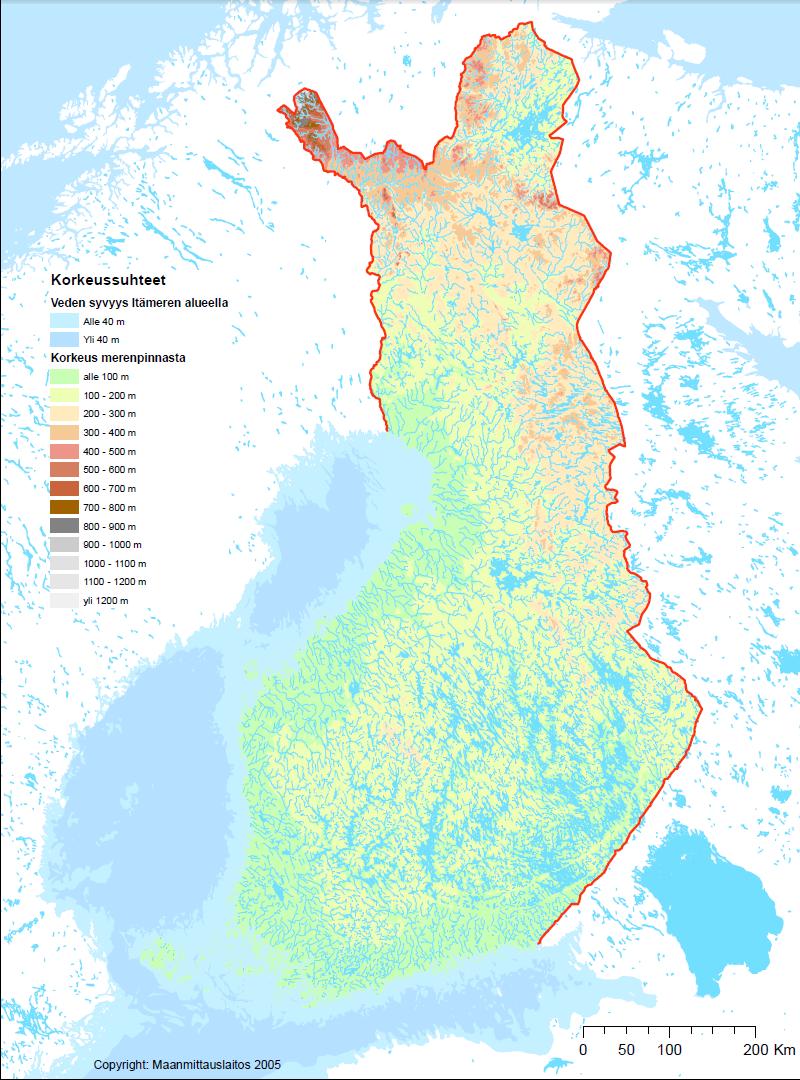 Korkeussuhteet
Veden syvyys Itämeren alueella
Alle 40 m
Yli 40 m
Korkeus merenpinnasta
alle 100 m
100 - 200 m
200 - 300 m
300 - 400 m
400 - 500 m
500 - 600 m
600 - 700 m
700 - 800 m
800 - 900 m
900 - 1000 m
1000 - 1100 m
1100 - 1200 m
yli 1200 m
0 50 100 200 Km
Copyright: Maanmittauslaitos 2005